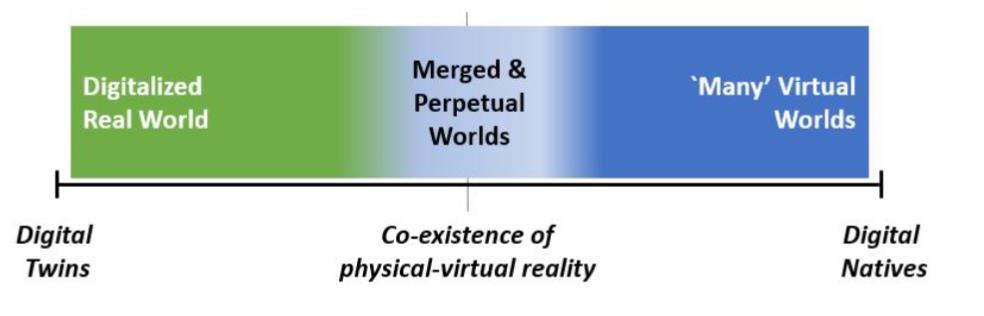 Digitalized
Real World
Merged &
Perpetual
Worlds
`Many’ Virtual
Worlds
Digital
Twins
Co-existence of
physical-virtual reality
Digital
Natives